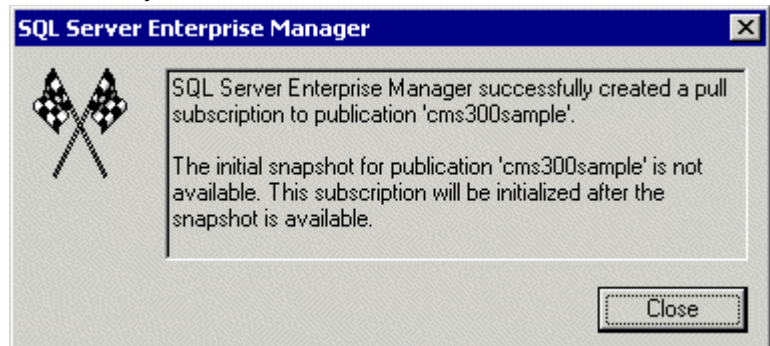 SQL Server Enterprise Manager
SQL Server Enterprise Manager successfully created a pull
subscription to publication 'cms300sample'.
The initial snapshot for publication 'cms300sample' is not
available. This subscription will be initialized after the
snapshot is available.
Close